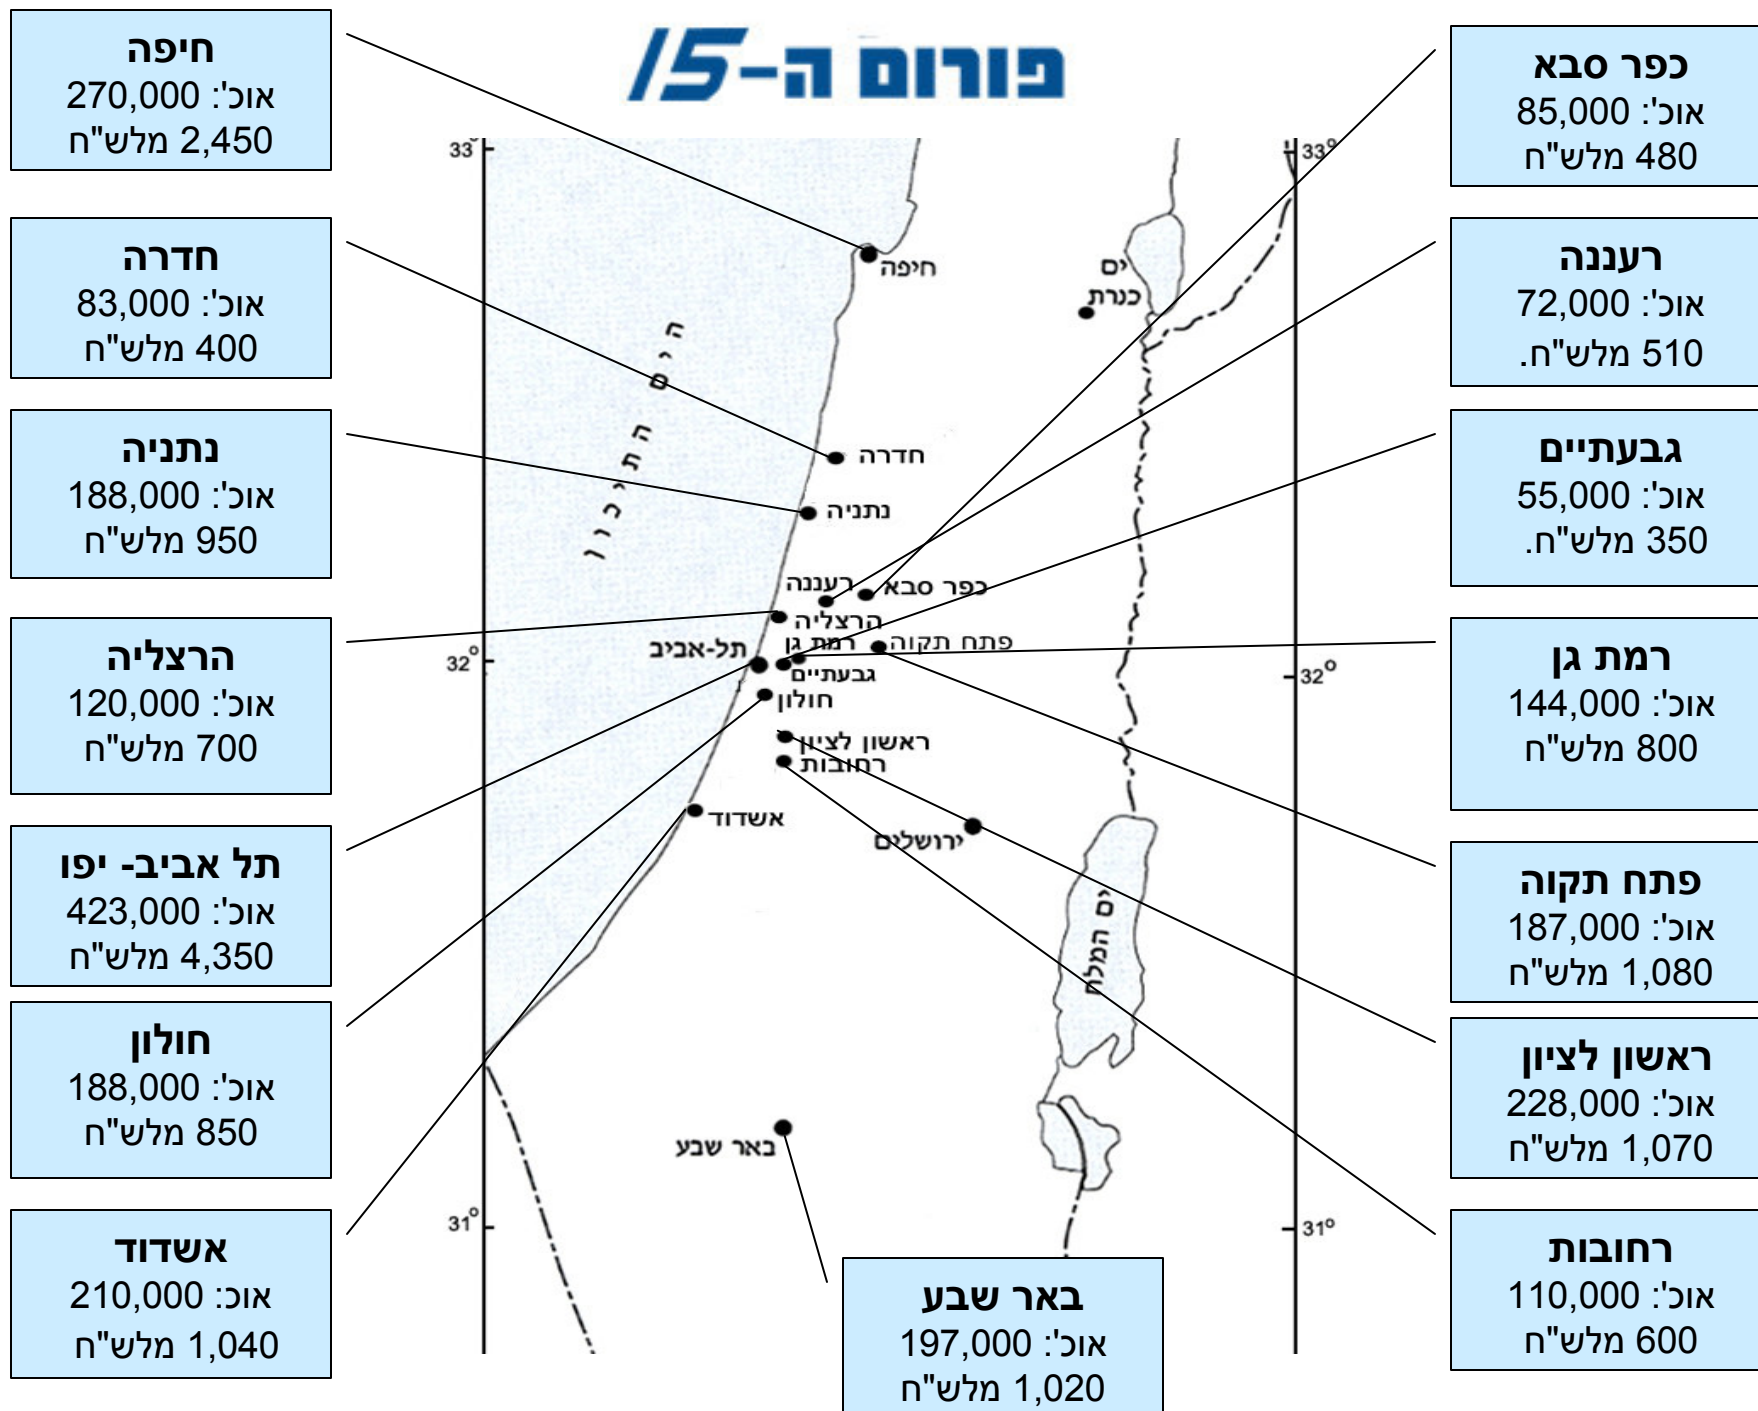 פורום ה-15
חיפה
אוכ': 270,000
2,450 מלש"ח
חדרה
אוכ': 83,000
400 מלש"ח
נתניה
אוכ': 188,000
950 מלש"ח
הרצליה
אוכ': 120,000
700 מלש"ח
תל אביב- יפו
אוכ': 423,000
4,350 מלש"ח
חולון
אוכ': 188,000
850 מלש"ח
אשדוד
אוכ: 210,000
1,040 מלש"ח
כפר סבא
אוכ': 85,000
480 מלש"ח
רעננה
אוכ': 72,000
510 מלש"ח.
גבעתיים
אוכ': 55,000
350 מלש"ח.
רמת גן
אוכ': 144,000
800 מלש"ח
פתח תקוה
אוכ': 187,000
1,080 מלש"ח
ראשון לציון
אוכ': 228,000
1,070 מלש"ח
רחובות
אוכ': 110,000
600 מלש"ח
באר שבע
אוכ': 197,000
1,020 מלש"ח
33°
33°
חיפה
ים
כנרת
הים התיכון
חדרה
נתניה
רעננה
כפר סבא
הרצליה
רמת גן
פתח תקוה
תל-אביב
גבעתיים
32°
32°
חולון
ראשון לציון
רחובות
אשדוד
ירושלים
ים המלח
באר שבע
31°
31°